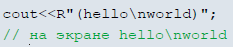 cout<<R"(hello\nworld)";
// на экране hello\nworld